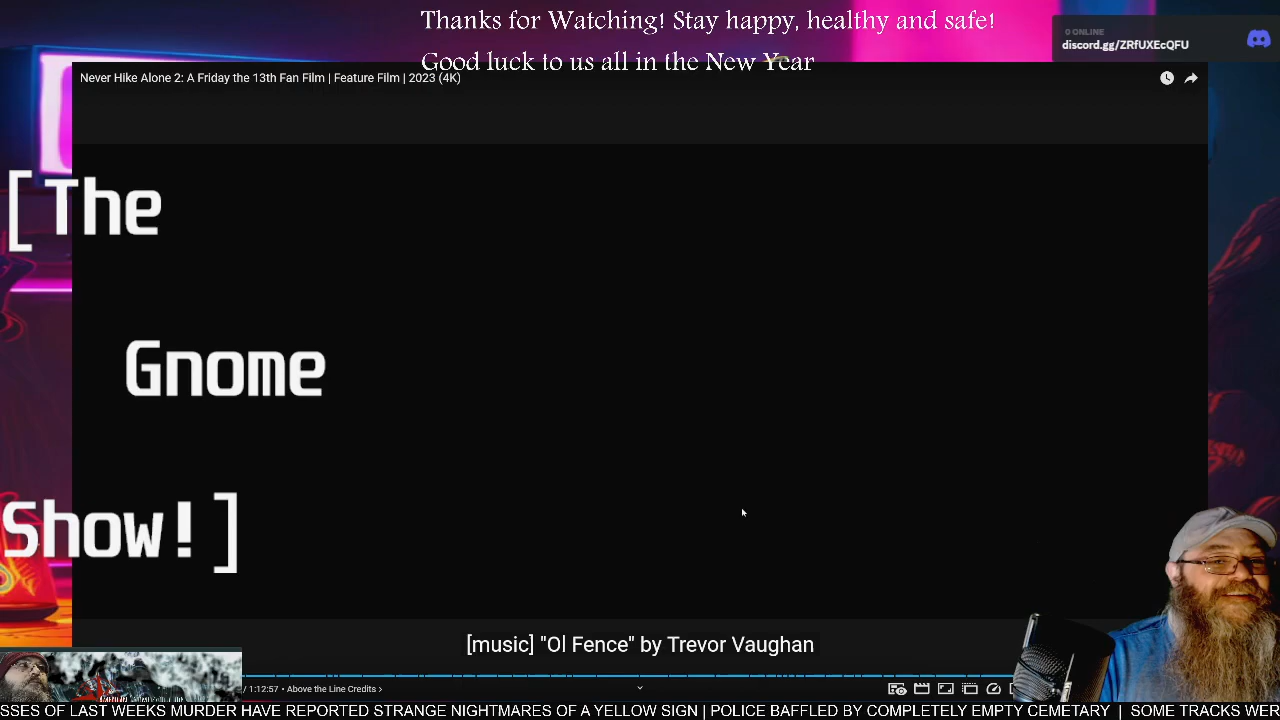 Thanks for Watching! Stay happy, healthy and safe!
Good luck to us all in the New Year
0 ONLINE
discord.gg/ZRfUXEcQFU
Never Hike Alone 2: A Friday the 13th Fan Film | Feature Film | 2023 (4K)
[The
Gnome
Show!]
[music] "Ol Fence" by Trevor Vaughan
/ 1:12:57 • Above the Line Credits >
SSES OF LAST WEEKS MURDER HAVE REPORTED STRANGE NIGHTMARES OF A YELLOW SIGN | POLICE BAFFLED BY COMPLETELY EMPTY CEMETARY | SOME TRACKS WER